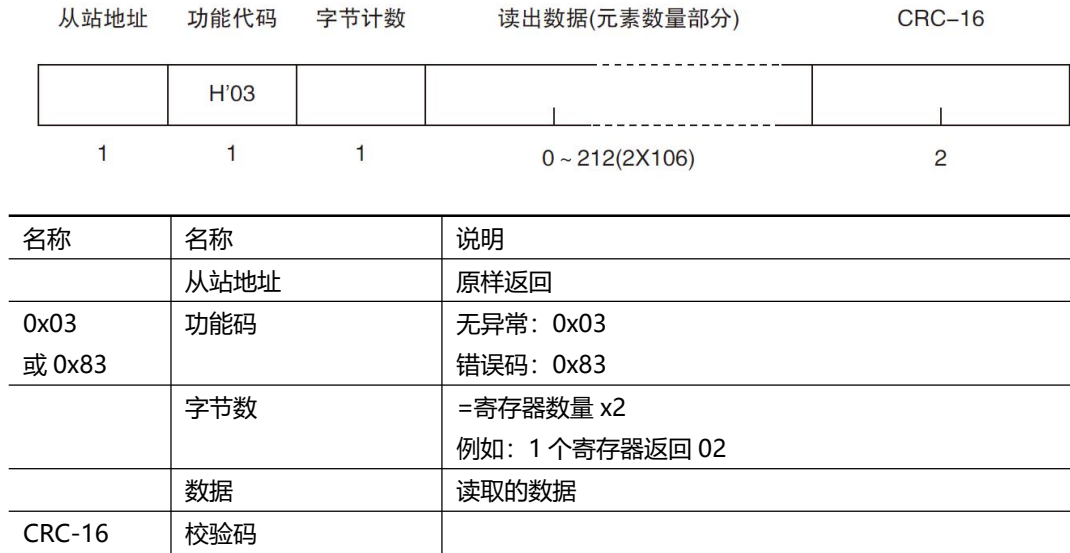 从站地址 功能代码 字节计数 读出数据(元素数量部分) CRC–16
H’03
1 1 1 0 ~ 212(2X106) 2
名称 名称 说明
从站地址 原样返回
0x03 功能码 无异常：0x03
或 0x83 错误码：0x83
字节数 =寄存器数量 x2
例如：1 个寄存器返回 02
数据 读取的数据
CRC-16 校验码